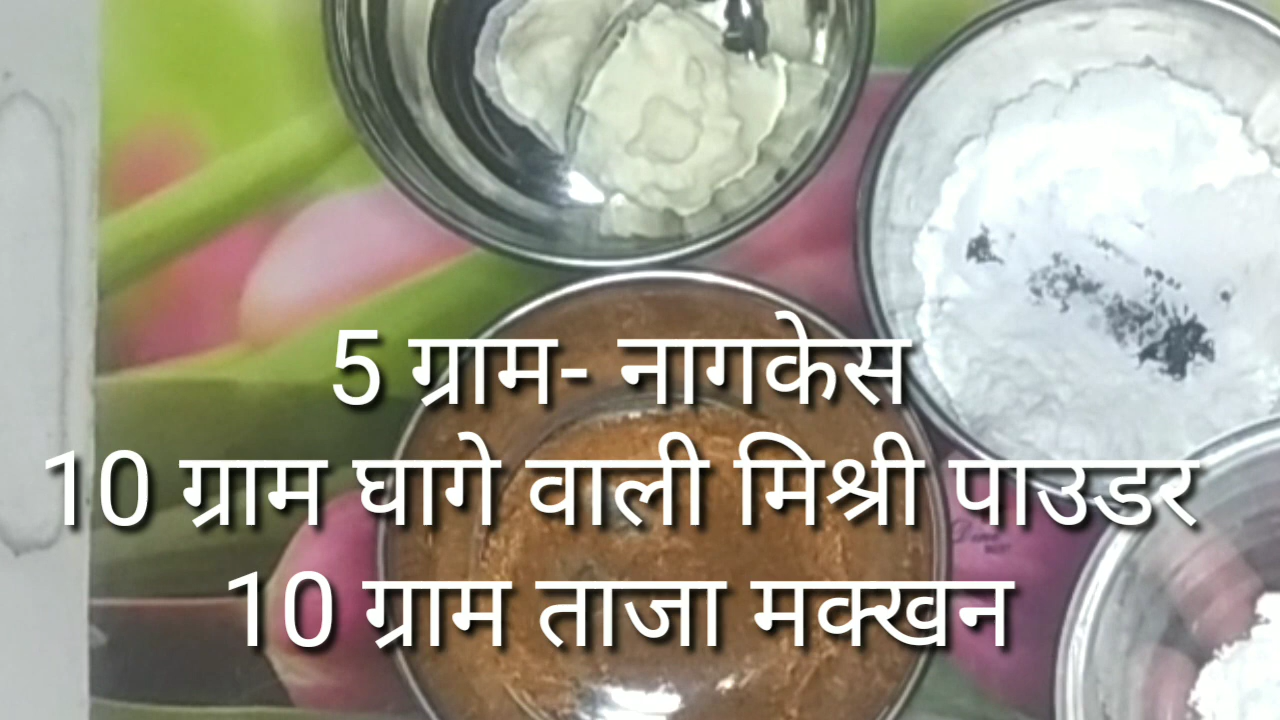 5 ग्राम- नागकेस
10 ग्राम घागे वाली मिश्री पाउडर
10 ग्राम ताजा मक्खन